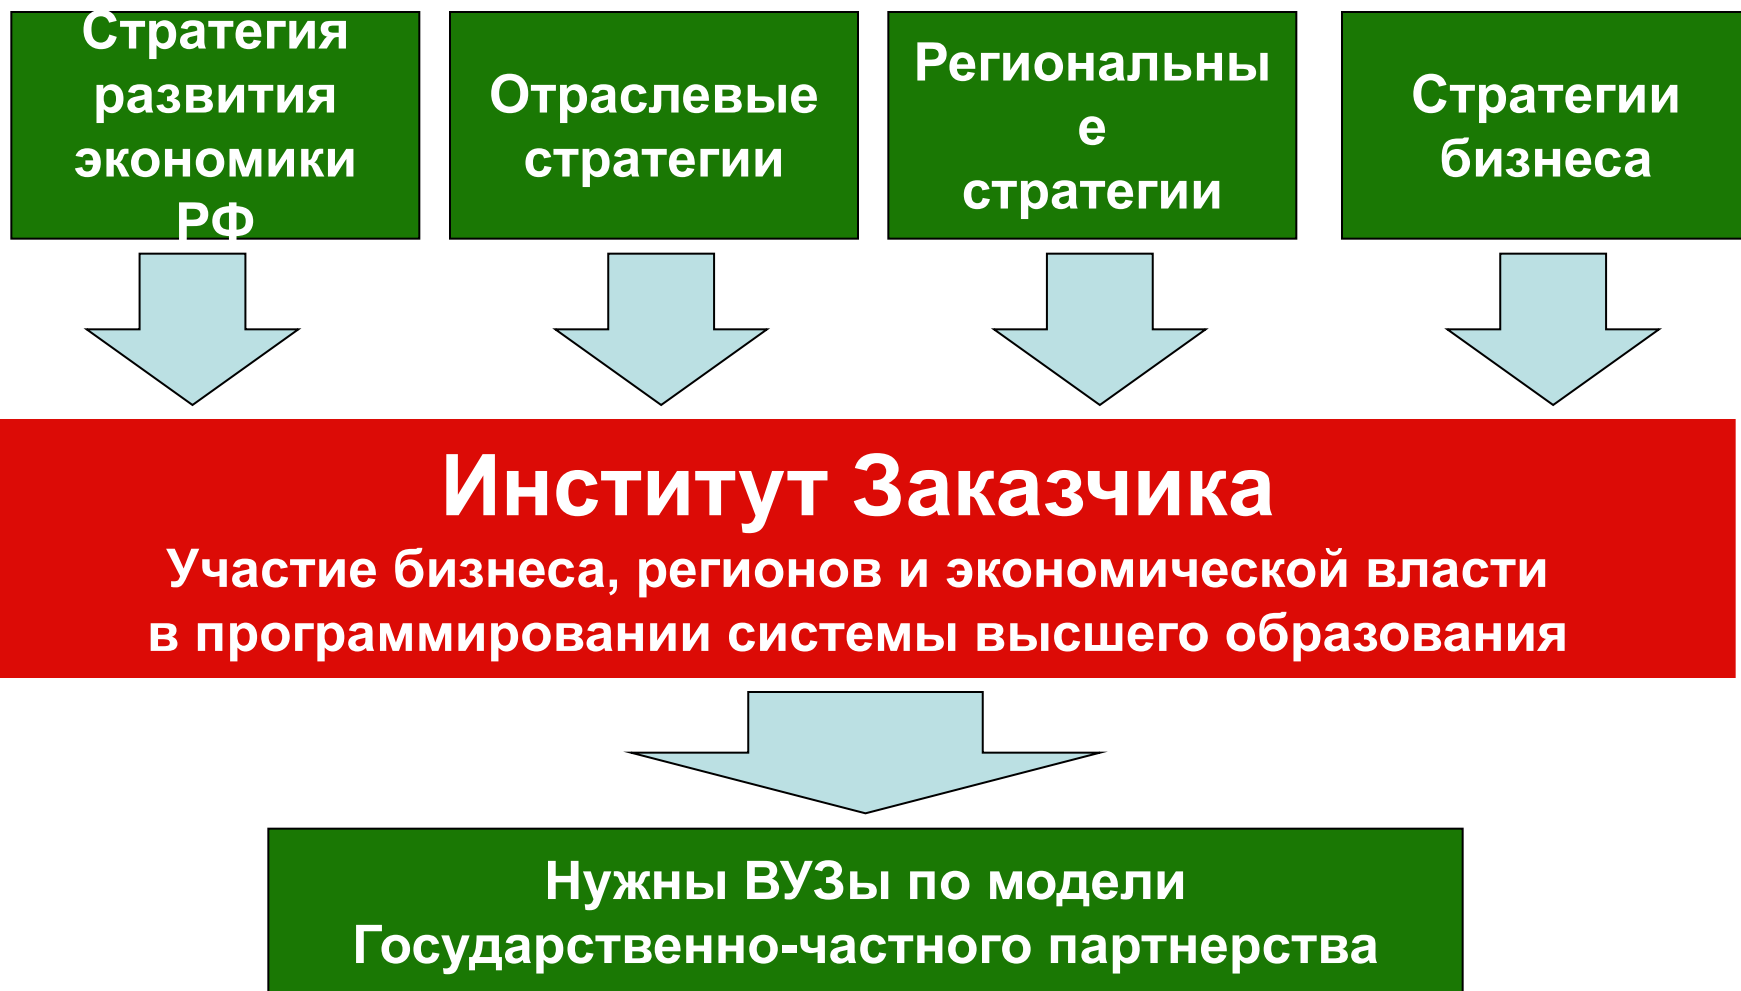 Стратегия
развития
экономики
РФ
Отраслевые
стратегии
Региональны
е
стратегии
Стратегии
бизнеса
Институт Заказчика
Участие бизнеса, регионов и экономической власти
в программировании системы высшего образования
Нужны ВУЗы по модели
Государственно-частного партнерства